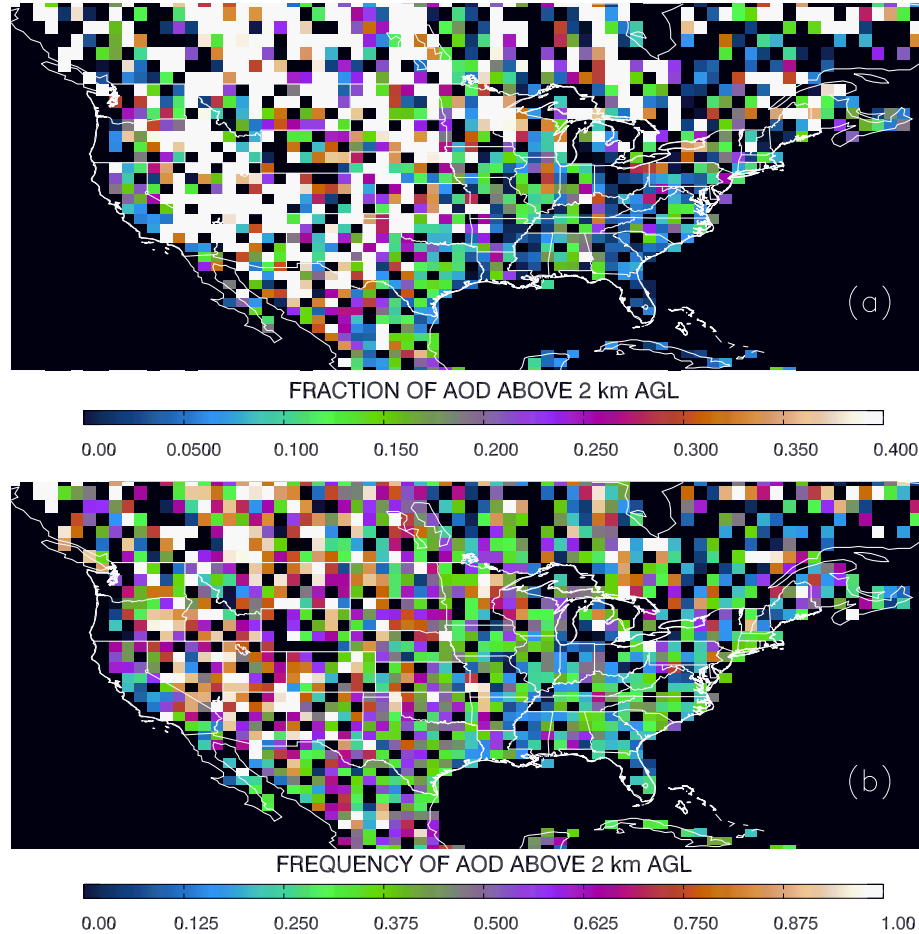 (a)
FRACTION OF AOD ABOVE 2 km AGL
0.00 0.0500 0.100 0.150 0.200 0.250 0.300 0.350 0.400
(b)
FREQUENCY OF AOD ABOVE 2 km AGL
0.00 0.125 0.250 0.375 0.500 0.625 0.750 0.875 1.00